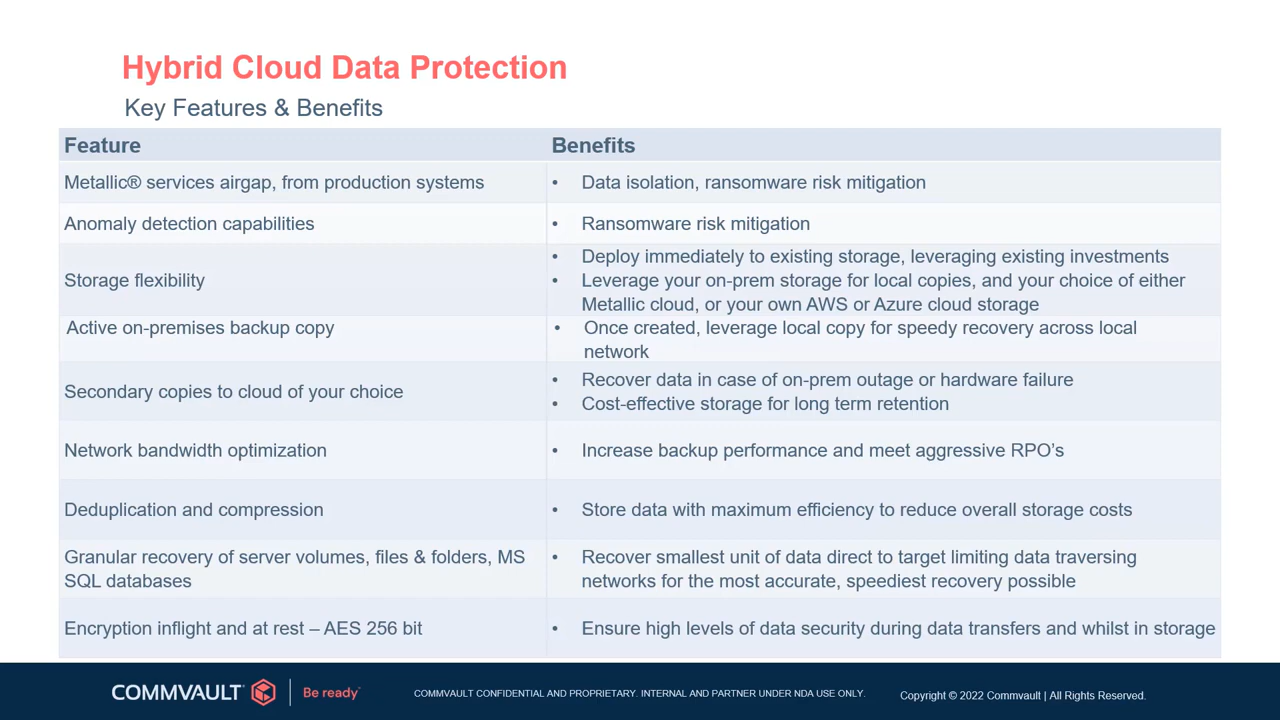 Hybrid Cloud Data Protection
Key Features & Benefits
Feature
Benefits
Metallic® services airgap, from production systems
• Data isolation, ransomware risk mitigation
Anomaly detection capabilities
• Ransomware risk mitigation
Storage flexibility
• Deploy immediately to existing storage, leveraging existing investments
• Leverage your on-prem storage for local copies, and your choice of either
Metallic cloud, or your own AWS or Azure cloud storage
Active on-premises backup copy
• Once created, leverage local copy for speedy recovery across local
network
Secondary copies to cloud of your choice
• Recover data in case of on-prem outage or hardware failure
• Cost-effective storage for long term retention
Network bandwidth optimization
• Increase backup performance and meet aggressive RPO’s
Deduplication and compression
• Store data with maximum efficiency to reduce overall storage costs
Granular recovery of server volumes, files & folders, MS
SQL databases
• Recover smallest unit of data direct to target limiting data traversing
networks for the most accurate, speediest recovery possible
Encryption inflight and at rest – AES 256 bit
• Ensure high levels of data security during data transfers and whilst in storage
COMMVAULT
Be ready
COMMVAULT CONFIDENTIAL AND PROPRIETARY. INTERNAL AND PARTNER UNDER NDA USE ONLY.
Copyright © 2022 Commvault | All Rights Reserved.